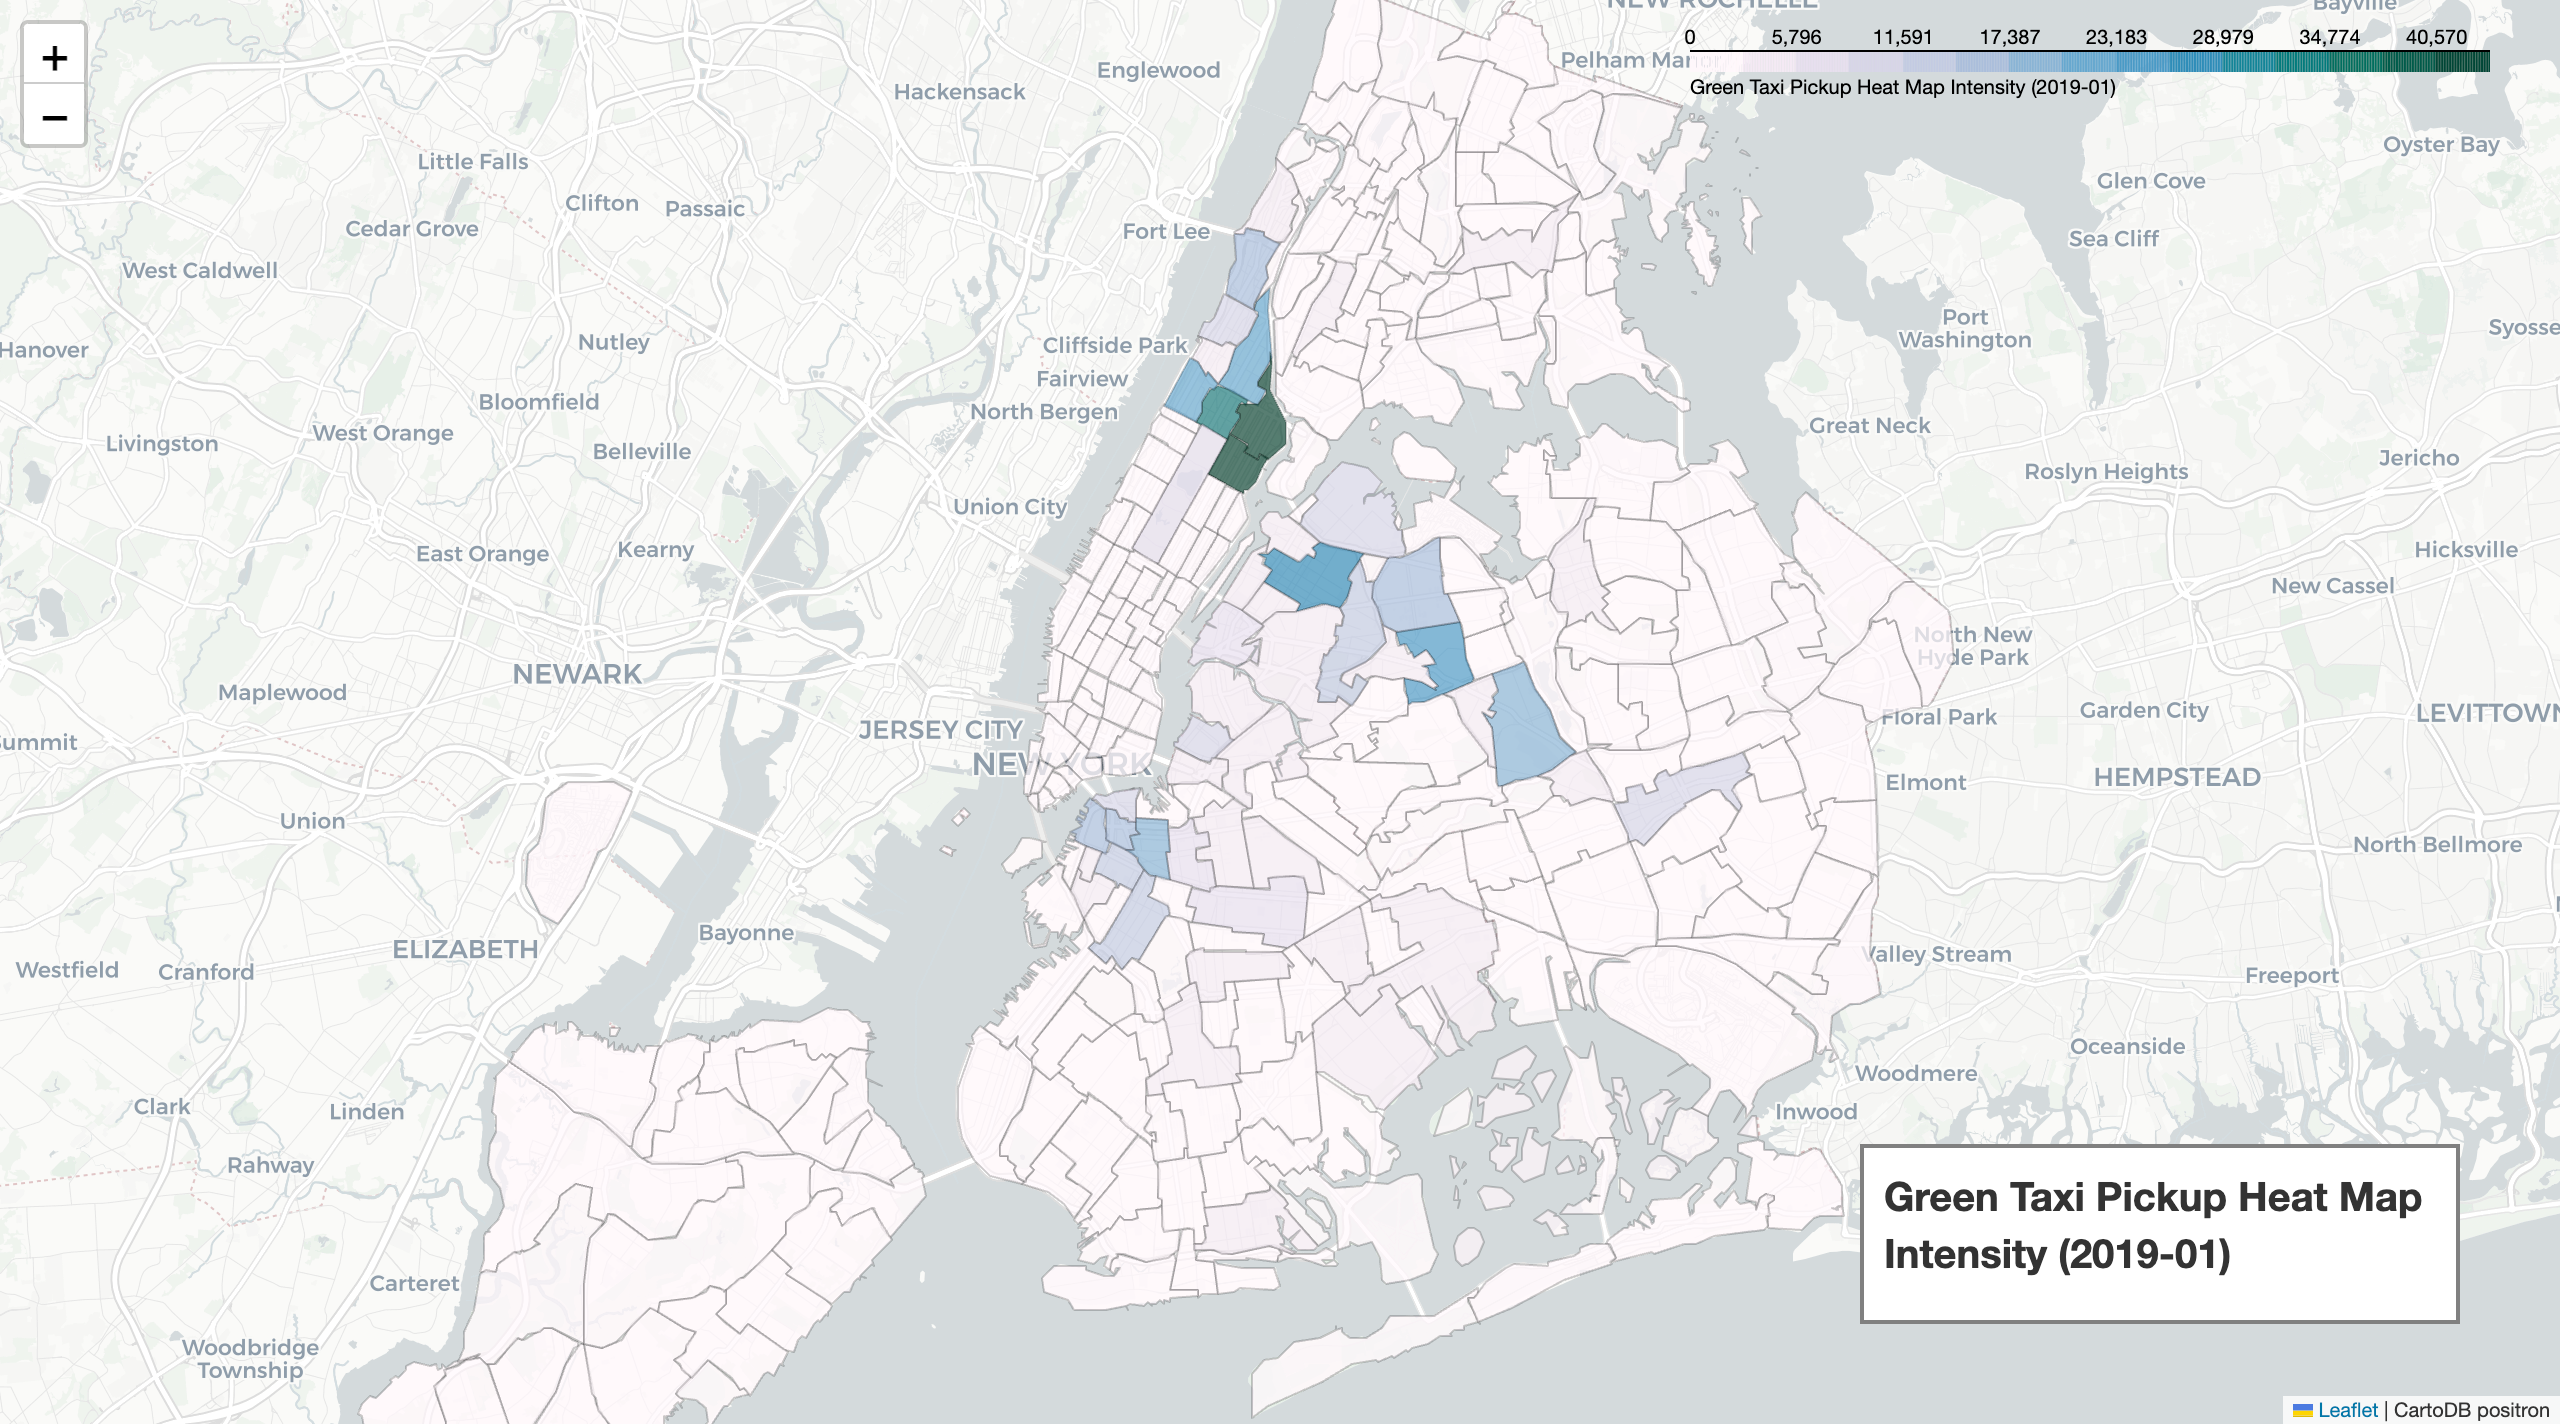 +
−
NEW ROCHELLE
Bayville
0 5,796 11,591 17,387 23,183 28,979 34,774 40,570
Green Taxi Pickup Heat Map Intensity (2019-01)
Pelham Manor
Englewood
Hackensack
Oyster Bay
Little Falls
Glen Cove
Clifton
Passaic
Cedar Grove
Fort Lee
Sea Cliff
West Caldwell
Port
Washington
Syosse
Nutley
Cliffside Park
Hanover
Fairview
Bloomfield
North Bergen
Great Neck
West Orange
Livingston
Belleville
Jericho
Roslyn Heights
Union City
East Orange
Kearny
Hicksville
New Cassel
North New
Hyde Park
NEWARK
Maplewood
Garden City
LEVITTOWN
Floral Park
JERSEY CITY
ummit
NEW YORK
HEMPSTEAD
Elmont
Union
North Bellmore
Bayonne
ELIZABETH
Valley Stream
Westfield
Cranford
Freeport
Oceanside
Woodmere
Clark
Linden
Inwood
Rahway
Green Taxi Pickup Heat Map
Intensity (2019-01)
Carteret
Woodbridge
Township
Leaflet | CartoDB positron